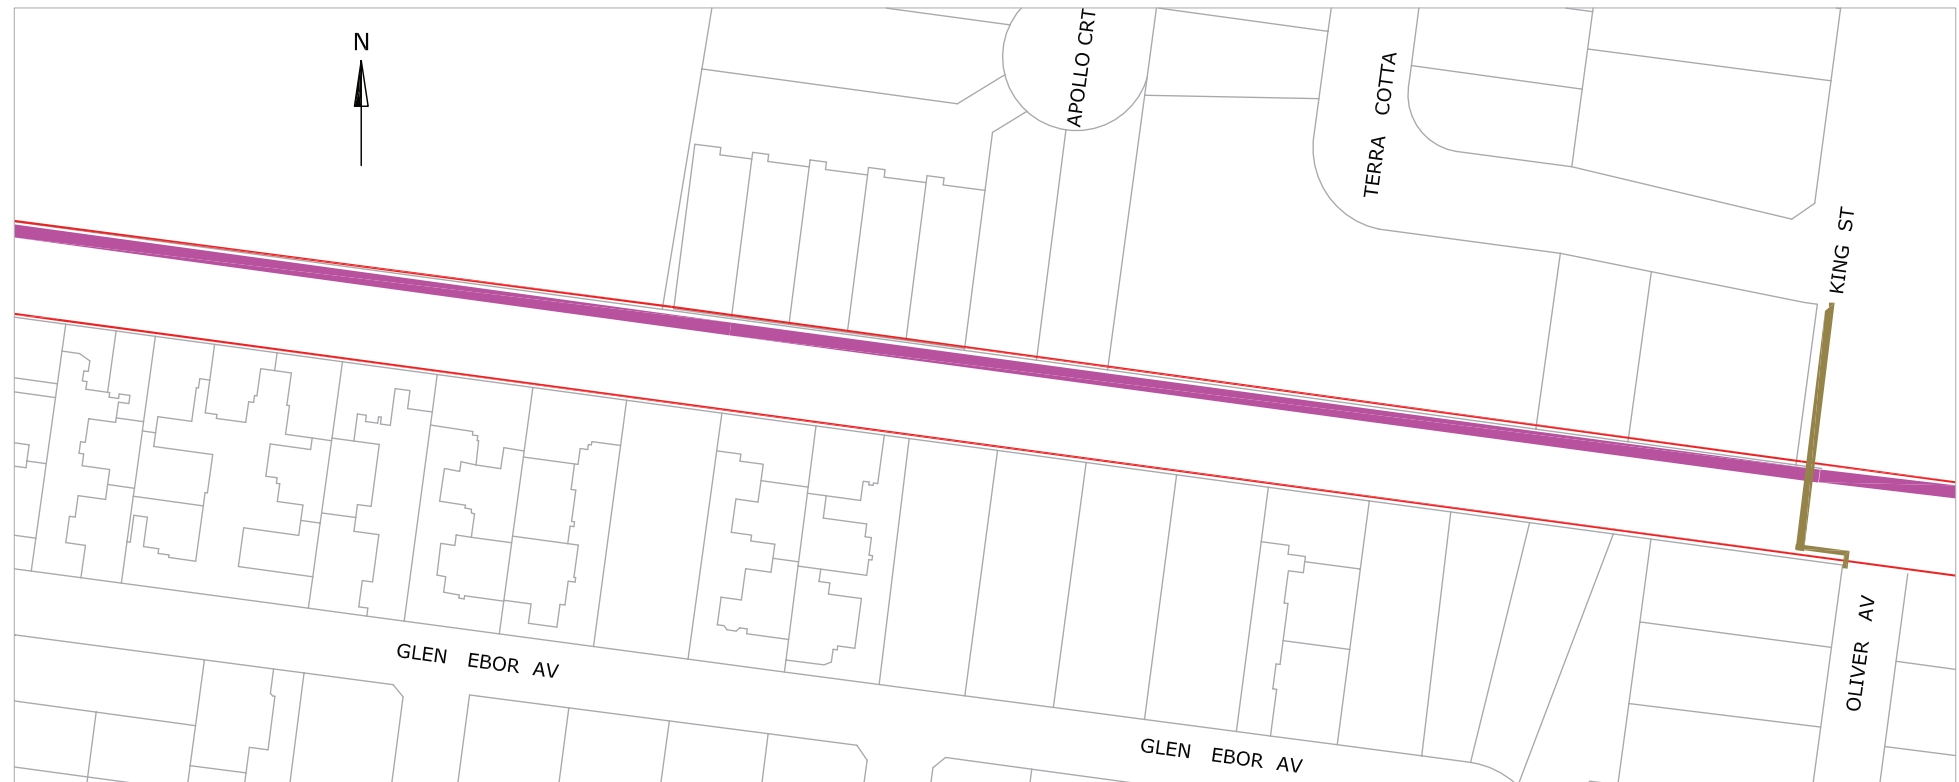 N
APOLLO CRT
TERRA COTTA
KING ST
GLEN EBOR AV
OLIVER AV
GLEN EBOR AV